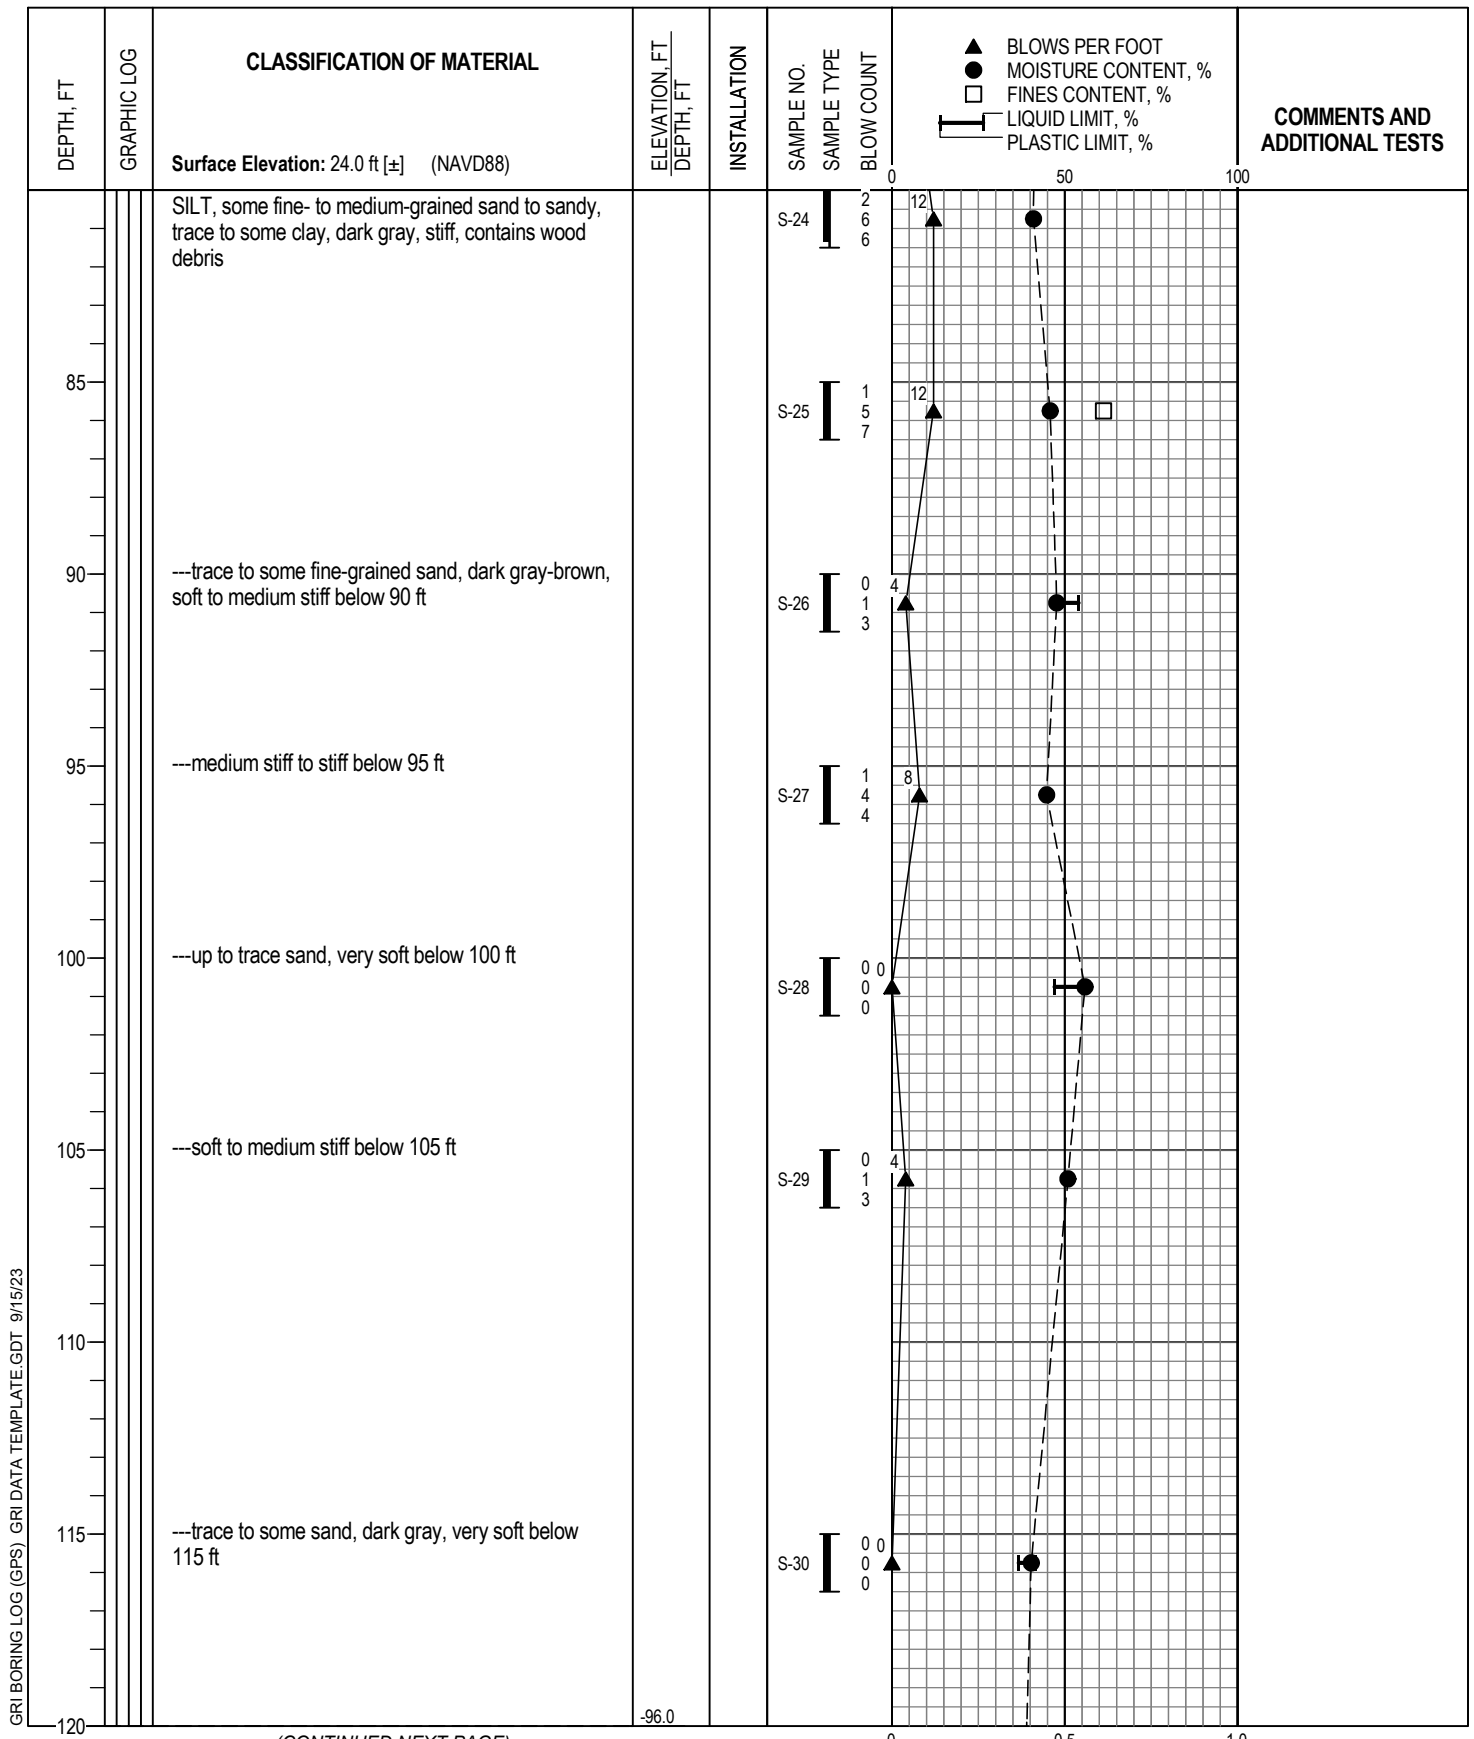 DEPTH, FT
GRAPHIC LOG
CLASSIFICATION OF MATERIAL
Surface Elevation: 24.0 ft [±] (NAVD88)
ELEVATION, FT
DEPTH, FT
INSTALLATION
SAMPLE NO.
SAMPLE TYPE
BLOW COUNT
BLOWS PER FOOT
MOISTURE CONTENT, %
FINES CONTENT, %
LIQUID LIMIT, %
PLASTIC LIMIT, %
0 50 100
COMMENTS AND
ADDITIONAL TESTS
SILT, some fine- to medium-grained sand to sandy,
trace to some clay, dark gray, stiff, contains wood
debris
S-24
2
6
6
12
85
S-25
1
5
7
12
90
---trace to some fine-grained sand, dark gray-brown,
soft to medium stiff below 90 ft
S-26
0
1
3
4
95
---medium stiff to stiff below 95 ft
S-27
1
4
4
8
100
---up to trace sand, very soft below 100 ft
S-28
0
0
0
0
105
---soft to medium stiff below 105 ft
S-29
0
1
3
4
110
115
---trace to some sand, dark gray, very soft below
115 ft
S-30
0
0
0
0
120
-96.0
(CONTINUED NEXT PAGE)
0 0.5 1.0
GRI BORING LOG (GPS) GRI DATA TEMPLATE.GDT 9/15/23